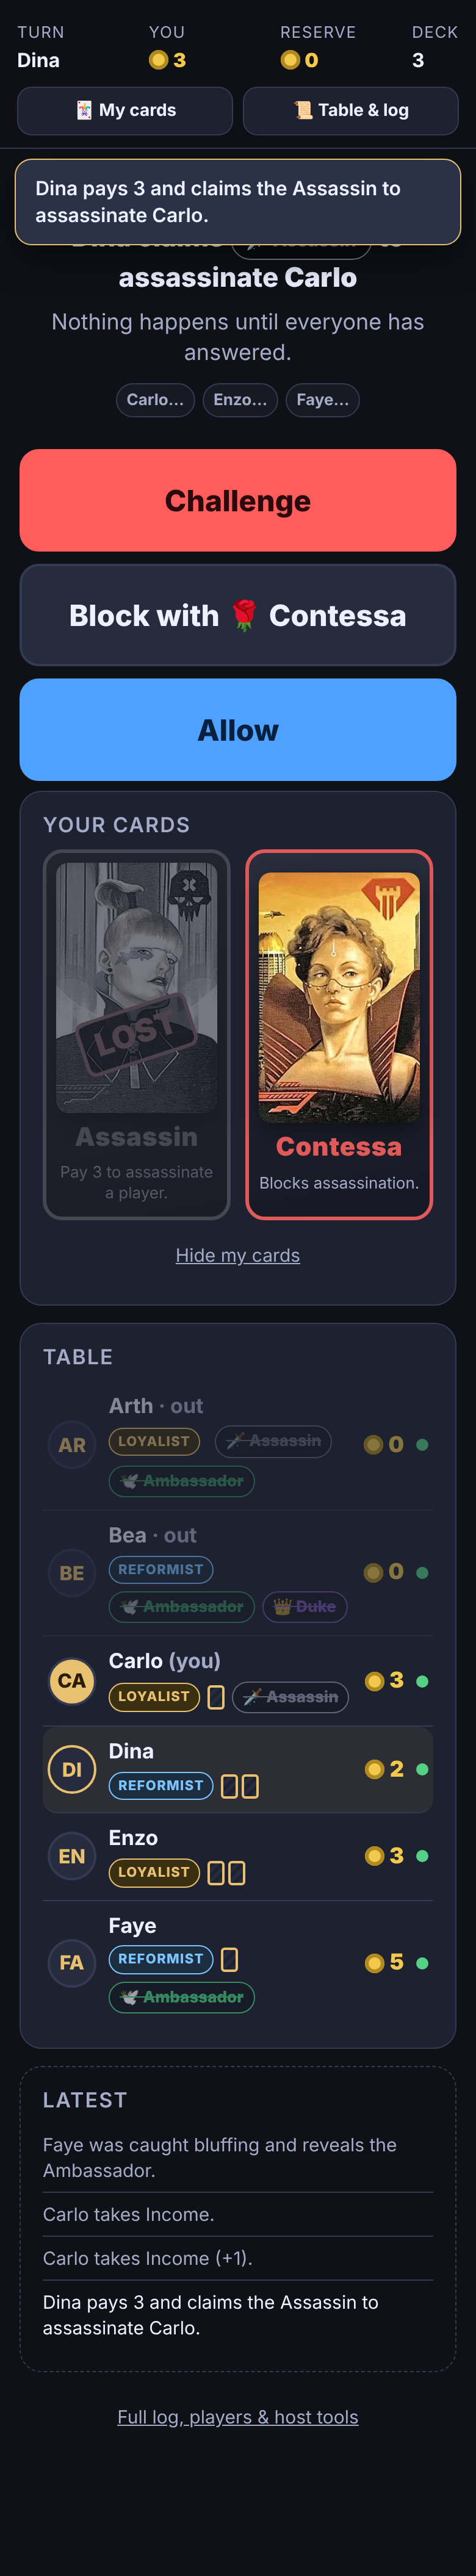 TURN YOU RESERVE DECK
Dina 3 0 3
🃏 My cards 📜 Table & log
Dina pays 3 and claims the Assassin to
assassinate Carlo.
assassinate Carlo
Nothing happens until everyone has
answered.
Carlo… Enzo… Faye…
Challenge
Block with 🌹 Contessa
Allow
YOUR CARDS
LOST
Assassin Contessa
Pay 3 to assassinate
a player.
Blocks assassination.
Hide my cards
TABLE
Arth · out
AR LOYALIST 🗡️ Assassin 0
🕊️ Ambassador
Bea · out
BE REFORMIST 0
🕊️ Ambassador 👑 Duke
Carlo (you)
CA LOYALIST 🗡️ Assassin 3
Dina
DI REFORMIST 2
Enzo
EN LOYALIST 3
Faye
FA REFORMIST 5
🕊️ Ambassador
LATEST
Faye was caught bluffing and reveals the
Ambassador.
Carlo takes Income.
Carlo takes Income (+1).
Dina pays 3 and claims the Assassin to
assassinate Carlo.
Full log, players & host tools